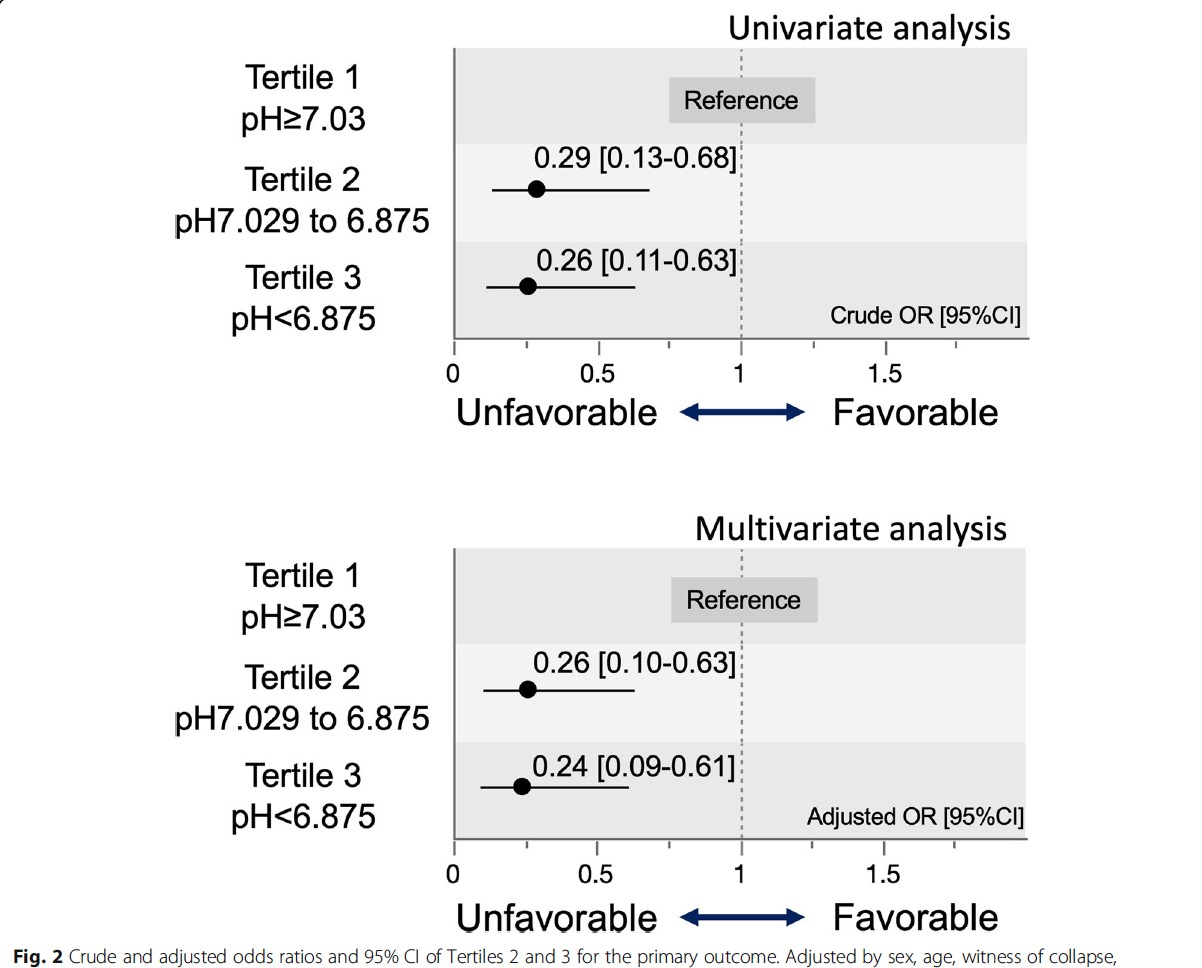 Univariate analysis
Tertile 1
pH≥7.03
Reference
Tertile 2
pH7.029 to 6.875
0.29 [0.13-0.68]
Tertile 3
pH<6.875
0.26 [0.11-0.63]
Crude OR [95%CI]
0 0.5 1 1.5
Unfavorable Favorable
Multivariate analysis
Tertile 1
pH≥7.03
Reference
Tertile 2
pH7.029 to 6.875
0.26 [0.10-0.63]
Tertile 3
pH<6.875
0.24 [0.09-0.61]
Adjusted OR [95%CI]
0 0.5 1 1.5
Unfavorable Favorable
Fig. 2 Crude and adjusted odds ratios and 95% CI of Tertiles 2 and 3 for the primary outcome. Adjusted by sex, age, witness of collapse,